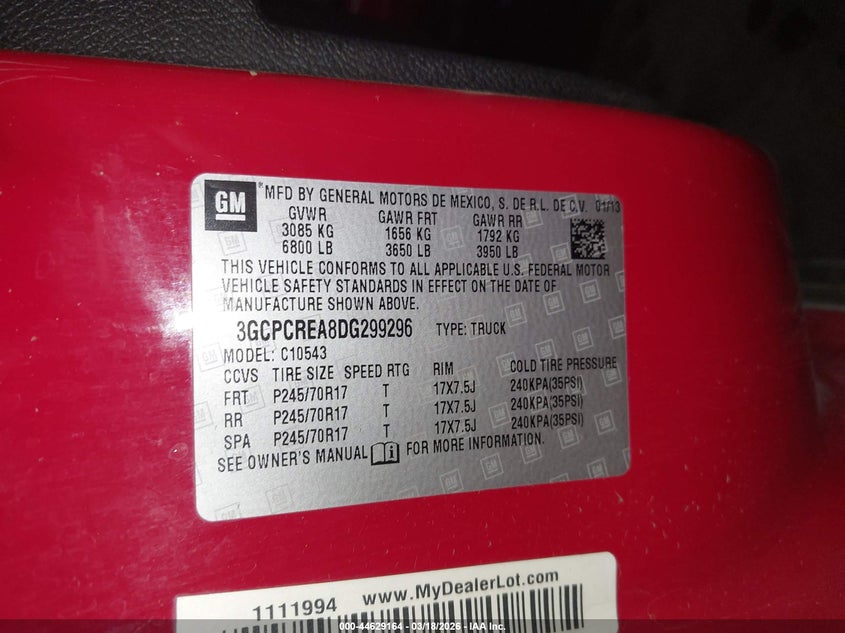 GM ® MFD BY GENERAL MOTORS DE MEXICO, S. DE R.L. DE C.V. 01/13
GVWR GAWR FRT GAWR RR
3085 KG 1656 KG 1792 KG
6800 LB 3650 LB 3950 LB
THIS VEHICLE CONFORMS TO ALL APPLICABLE U.S. FEDERAL MOTOR
VEHICLE SAFETY STANDARDS IN EFFECT ON THE DATE OF
MANUFACTURE SHOWN ABOVE.
3GCPCREA8DG299296 TYPE: TRUCK
MODEL: C10543
CCVS TIRE SIZE SPEED RTG RIM COLD TIRE PRESSURE
FRT P245/70R17 T 17X7.5J 240KPA(35PSI)
RR P245/70R17 T 17X7.5J 240KPA(35PSI)
SPA P245/70R17 T 17X7.5J 240KPA(35PSI)
SEE OWNER'S MANUAL FOR MORE INFORMATION.
1111994 www.MyDealerLot.com
000-44629164 | 03/18/2026 | IAA Inc.